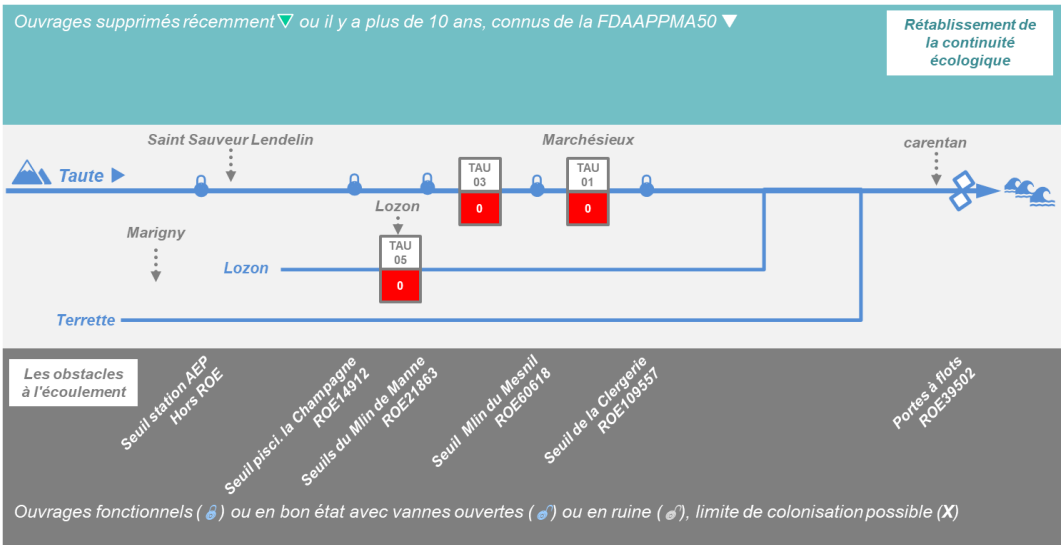 Ouvrages supprimés récemment ou il y a plus de 10 ans, connus de la FDAAPPMA50
Rétablissement de
la continuité
écologique
Saint Sauveur Lendelin
Marchésieux
carentan
Taute
TAU
03
0
TAU
01
0
Lozon
Marigny
TAU
05
0
Lozon
Terrette
Les obstacles
à l'écoulement
Seuil station AEP
Hors ROE
Seuil pisci. la Champagne
ROE14912
Seuils du Mlin de Manne
ROE21863
Seuil Mlin du Mesnil
ROE60618
Seuil de la Clergerie
ROE109557
Portes à flots
ROE39502
Ouvrages fonctionnels ( ) ou en bon état avec vannes ouvertes ( ) ou en ruine ( ), limite de colonisation possible (X)